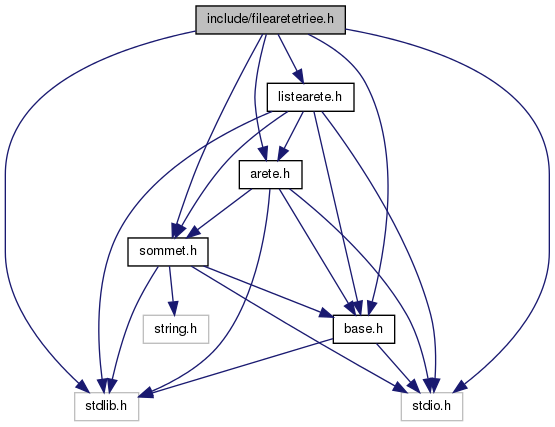 include/filearetetriee.h
listearete.h
arete.h
sommet.h
string.h
base.h
stdlib.h
stdio.h